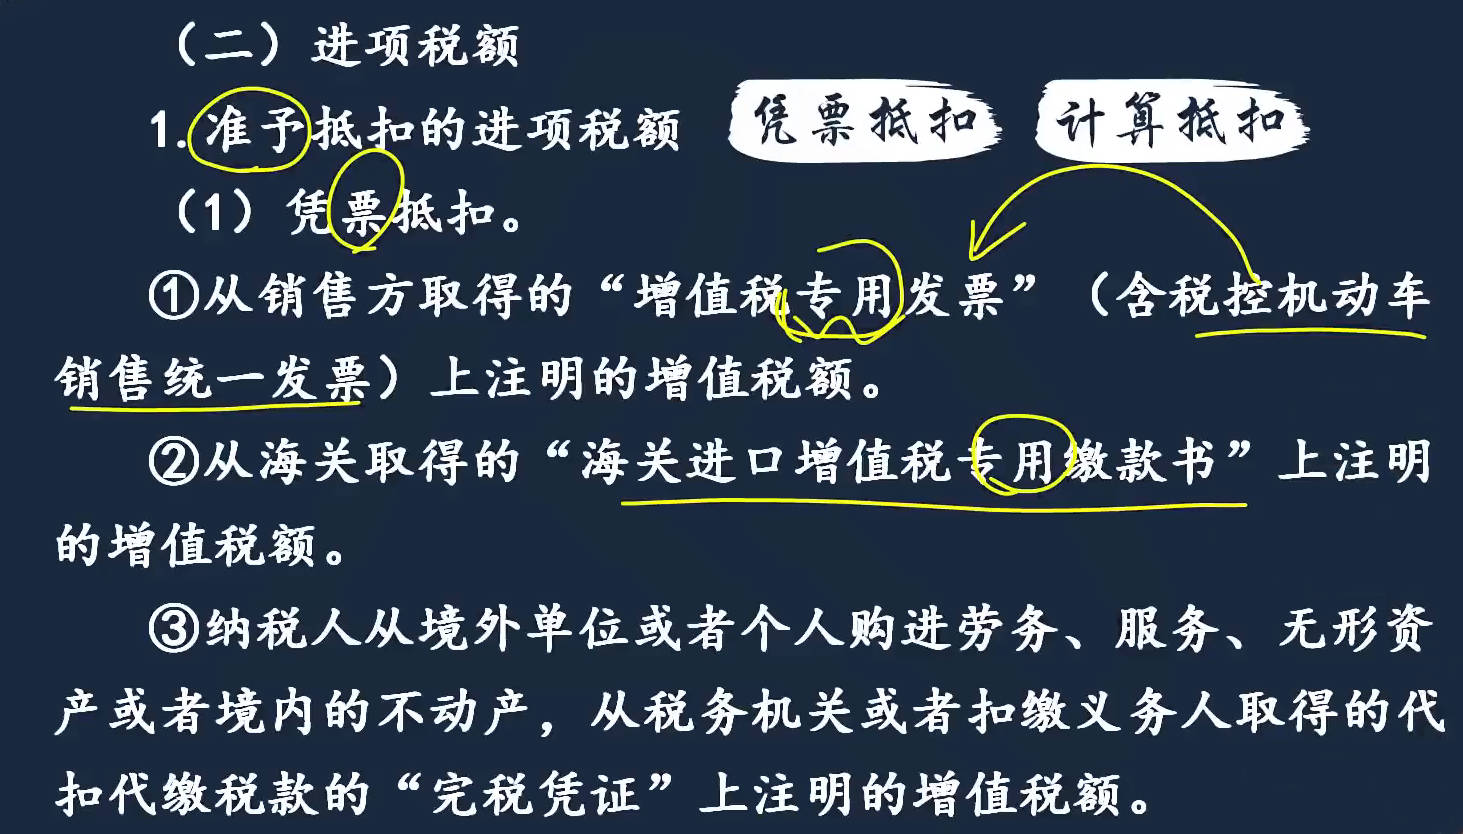 （二）进项税额
1.准予抵扣的进项税额 凭票抵扣 计算抵扣
（1）凭票抵扣。
①从销售方取得的“增值税专用发票”（含税控机动车
销售统一发票）上注明的增值税额。
②从海关取得的“海关进口增值税专用缴款书”上注明
的增值税额。
③纳税人从境外单位或者个人购进劳务、服务、无形资
产或者境内的不动产，从税务机关或者扣缴义务人取得的代
扣代缴税款的“完税凭证”上注明的增值税额。